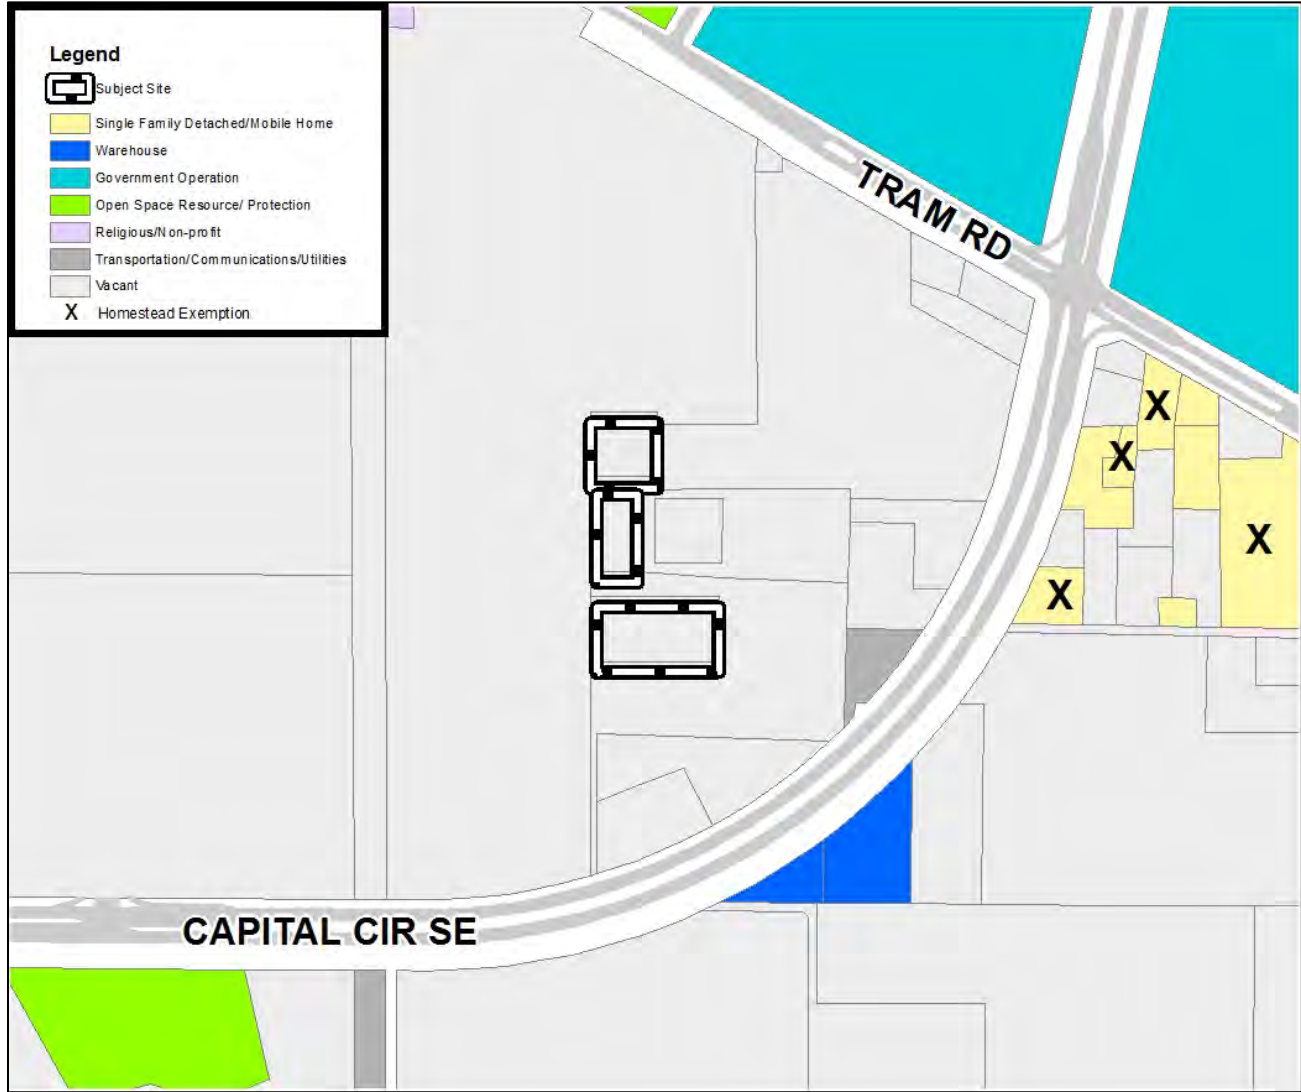 Legend
Subject Site
Single Family Detached/Mobile Home
Warehouse
Government Operation
Open Space Resource/ Protection
Religious/Non-profit
Transportation/Communications/Utilities
Vacant
X Homestead Exemption
TRAM RD
X
X
X
X
CAPITAL CIR SE